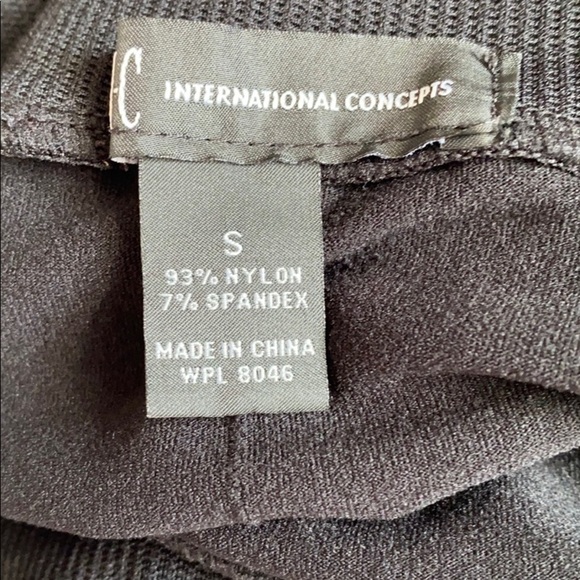 C INTERNATIONAL CONCEPTS
S
93% NYLON
7% SPANDEX
MADE IN CHINA
WPL 8046